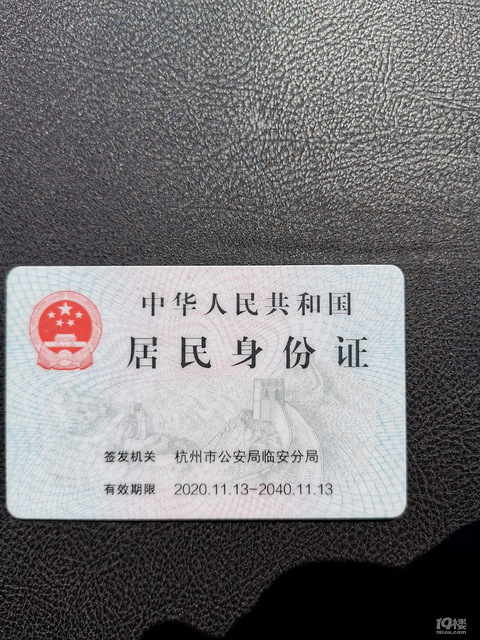 中华人民共和国
居民身份证
签发机关 杭州市公安局临安分局
有效期限 2020.11.13-2040.11.13
19楼
19lou.com